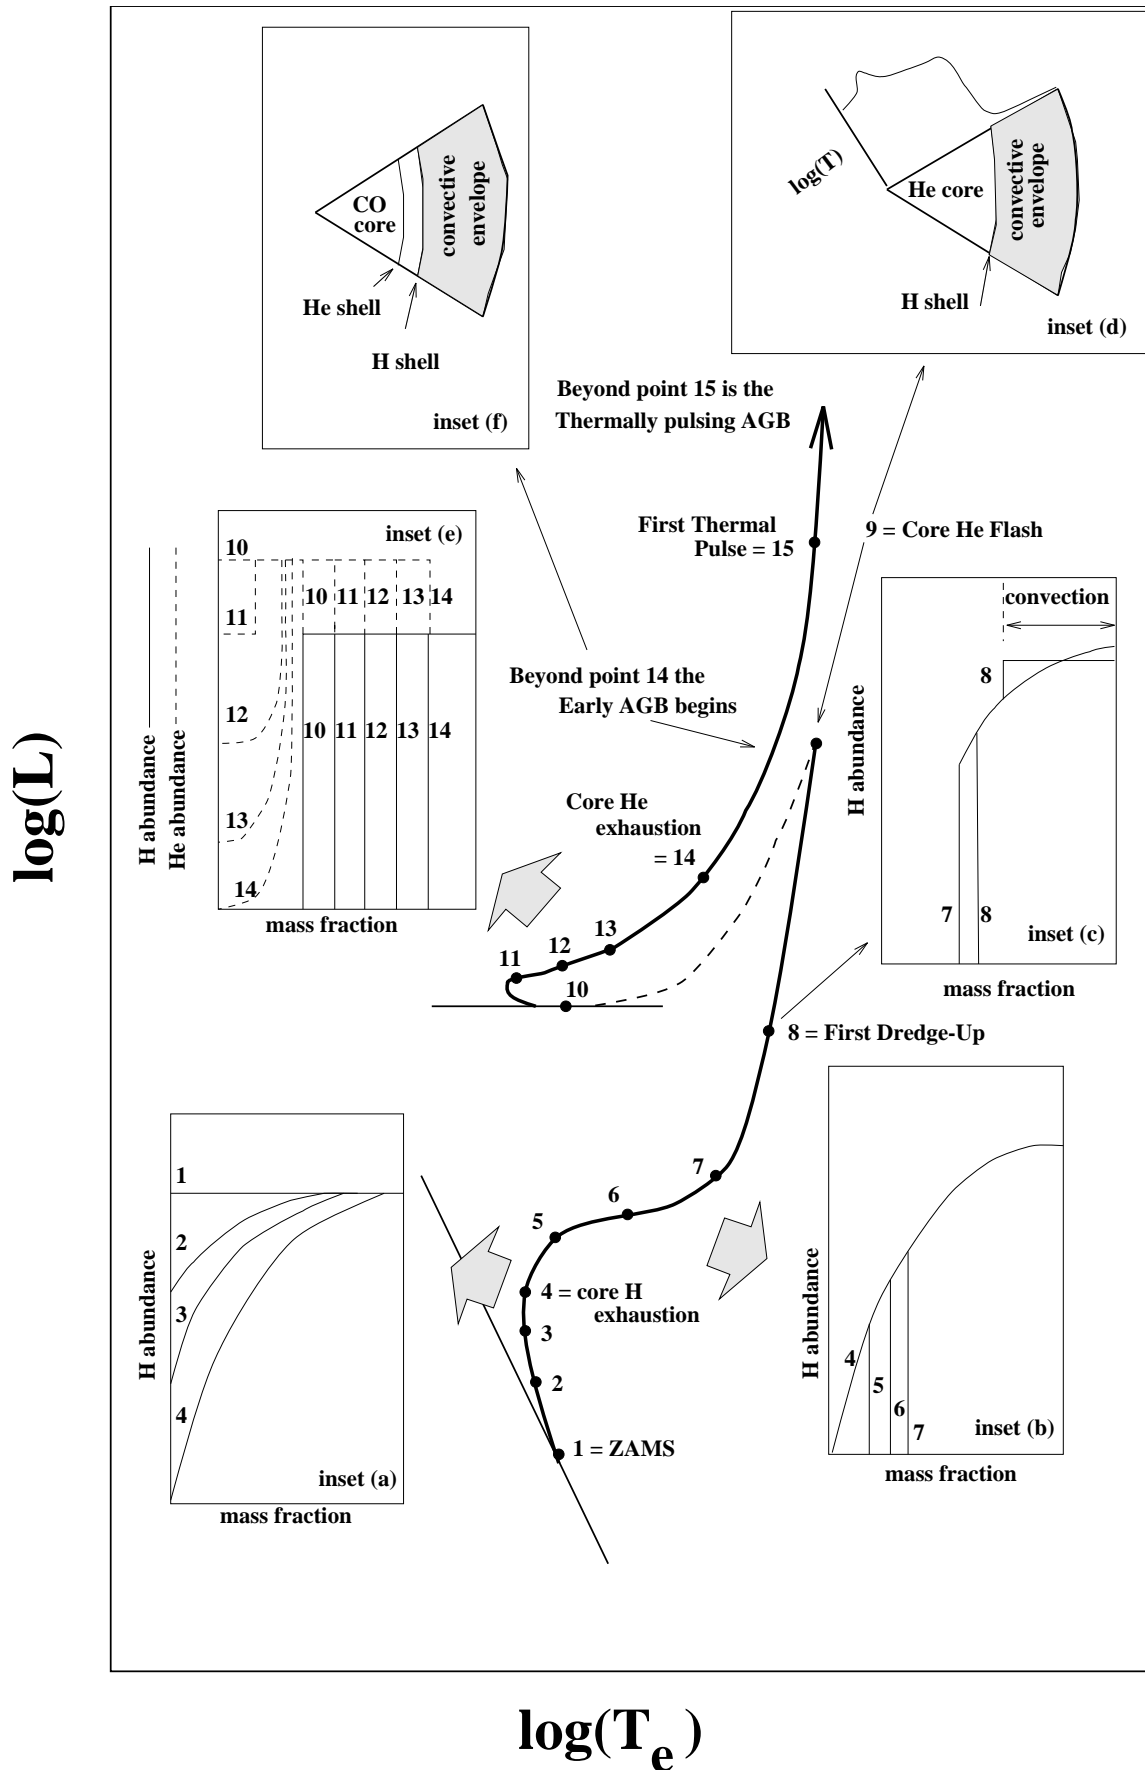 CO
core
convective
envelope
He shell
H shell
inset (f)
log(T)
He core
convective
envelope
H shell
inset (d)
Beyond point 15 is the
Thermally pulsing AGB
First Thermal
Pulse = 15
9 = Core He Flash
H abundance
He abundance
inset (e)
10
11
12
13
14
10
11
12
13
14
10
11
12
13
14
mass fraction
Beyond point 14 the
Early AGB begins
convection
8
7
8
H abundance
inset (c)
mass fraction
Core He
exhaustion
= 14
13
12
11
10
8 = First Dredge-Up
log(L)
7
6
5
4 = core H
exhaustion
3
2
1 = ZAMS
1
2
3
4
H abundance
inset (a)
mass fraction
H abundance
4
5
6
7
inset (b)
mass fraction
log(Te)